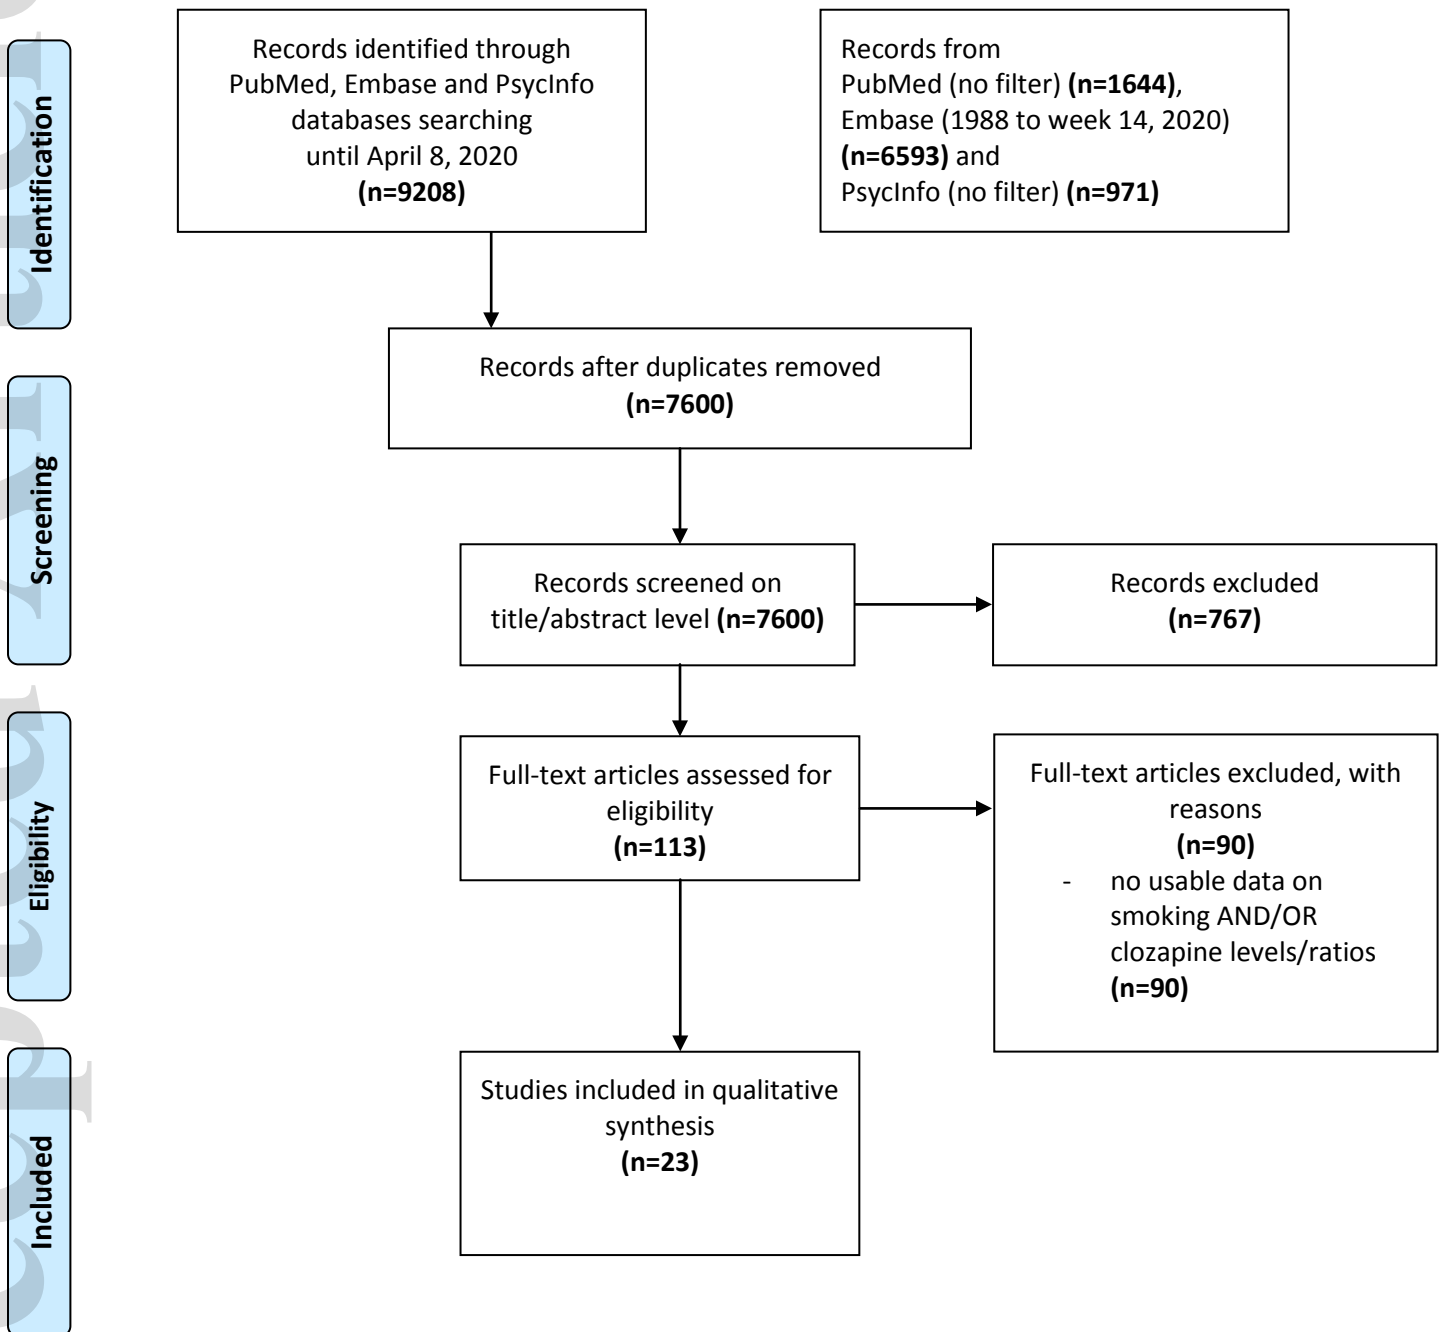 Identification
Records identified through
PubMed, Embase and PsycInfo
databases searching
until April 8, 2020
(n=9208)
Records from
PubMed (no filter) (n=1644),
Embase (1988 to week 14, 2020)
(n=6593) and
PsycInfo (no filter) (n=971)
Records after duplicates removed
(n=7600)
Screening
Records screened on
title/abstract level (n=7600)
Records excluded
(n=767)
Eligibility
Full-text articles assessed for
eligibility
(n=113)
Full-text articles excluded, with
reasons
(n=90)
- no usable data on
smoking AND/OR
clozapine levels/ratios
(n=90)
Included
Studies included in qualitative
synthesis
(n=23)